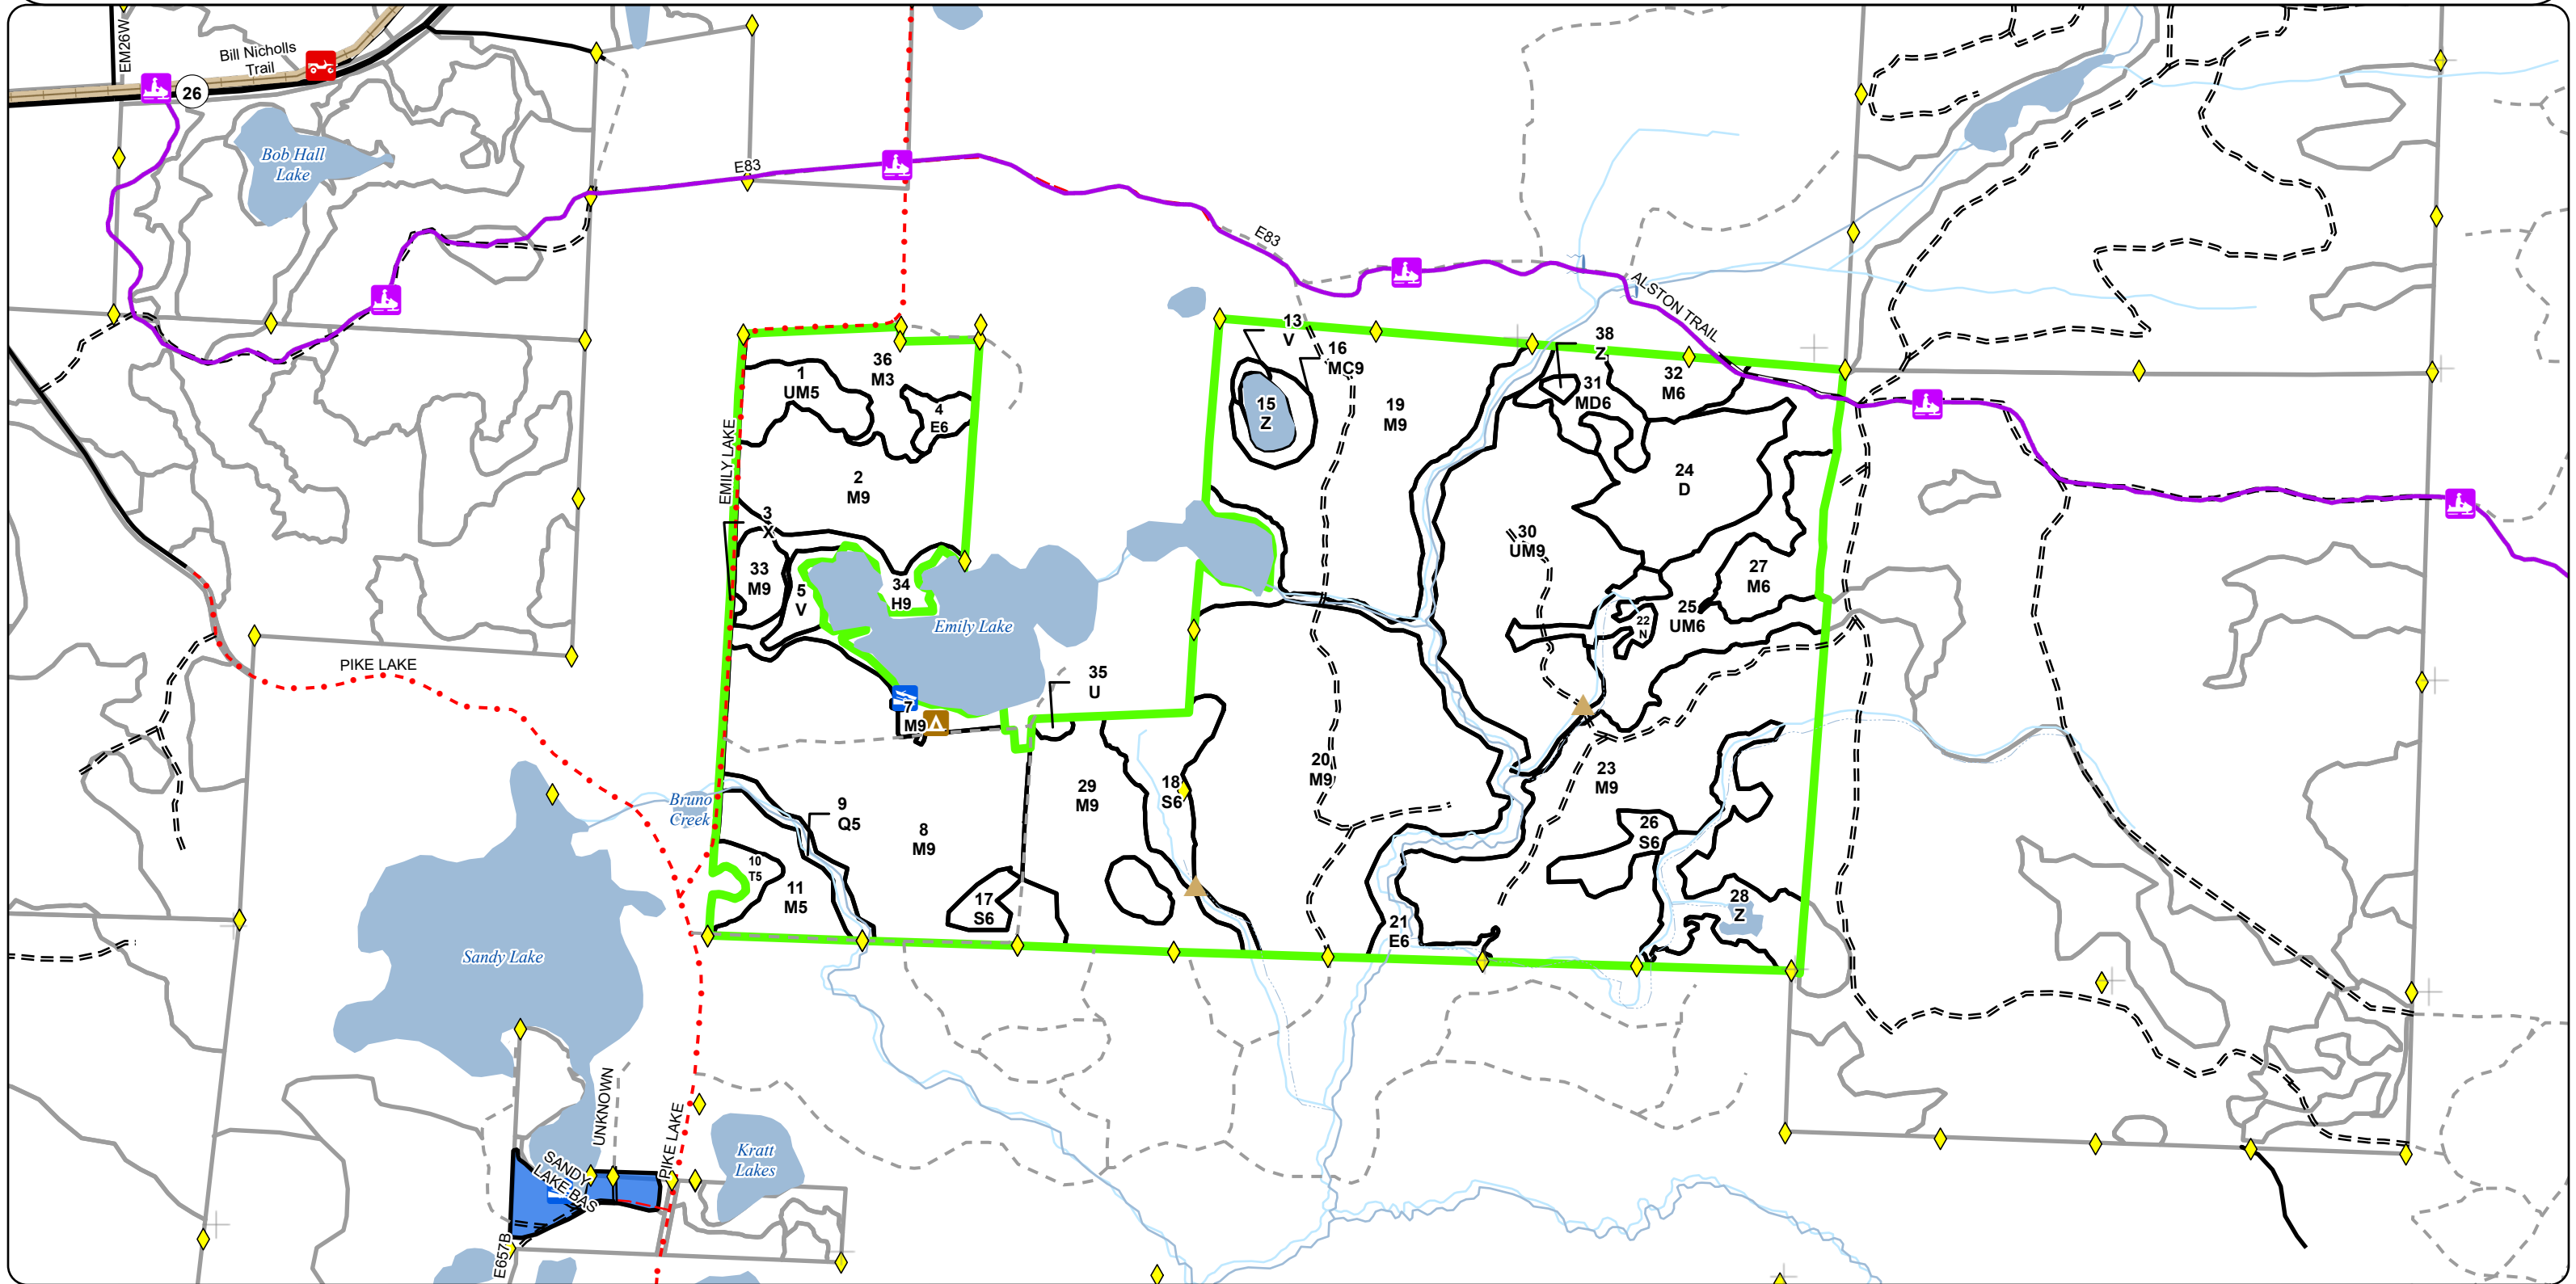 EM26W
Bill Nicholls
Trail
26
Bob Hall
Lake
E83
E83
ALSTON TRAIL
EMILY LAKE
36
M3
1
UM5
4
E6
2
M9
3
X
33
M9
5
V
34
H9
Emily Lake
7
M9
35
U
13
V
16
MC9
15
Z
19
M9
38
Z
31
MD6
32
M6
24
D
30
UM9
27
M6
25
UM6
22
N
PIKE LAKE
Bruno
Creek
9
Q5
8
M9
29
M9
18
S6
20
M9
23
M9
26
S6
10
T5
11
M5
17
S6
21
E6
28
Z
Sandy Lake
UNKNOWN
PIKE LAKE
Kratt
Lakes
SANDY
LAKE BAS
E657B